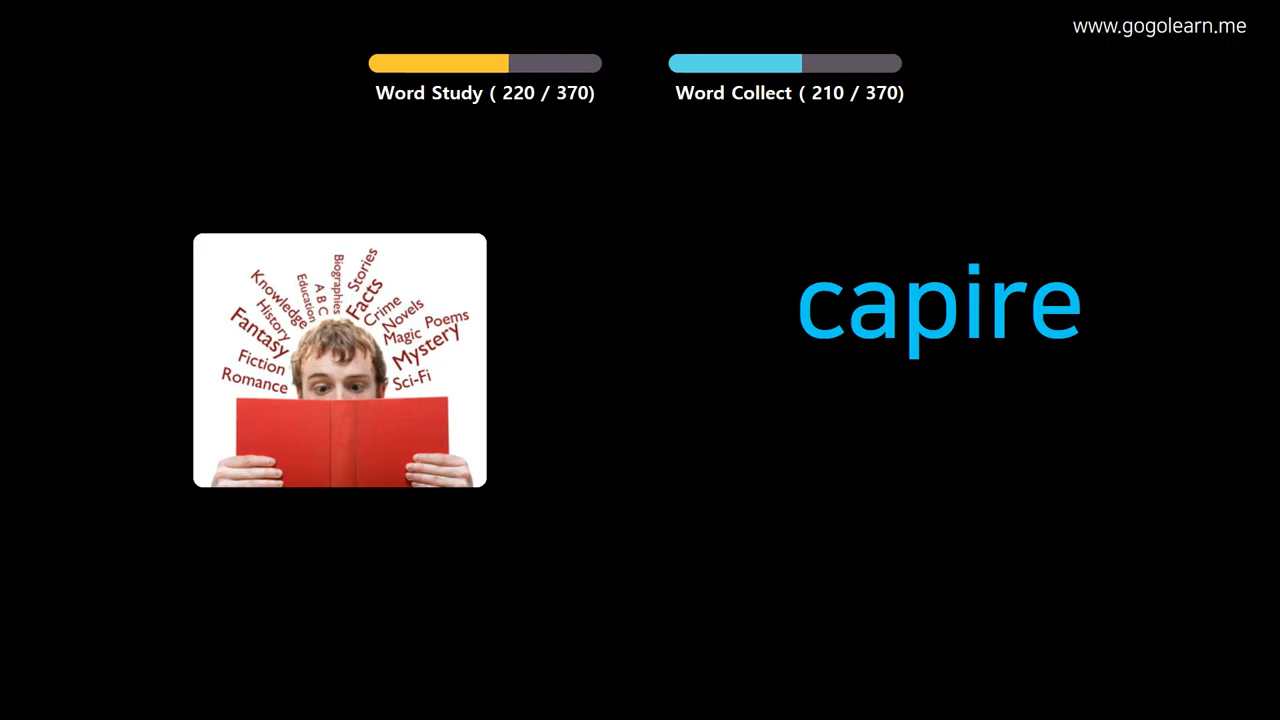 www.gogolearn.me
Word Study ( 220 / 370)
Word Collect ( 210 / 370)
capire
Knowledge
History
Fantasy
Fiction
Romance
Education
A B C
Biographies
Stories
Facts
Crime
Novels
Magic
Poems
Mystery
Sci-Fi